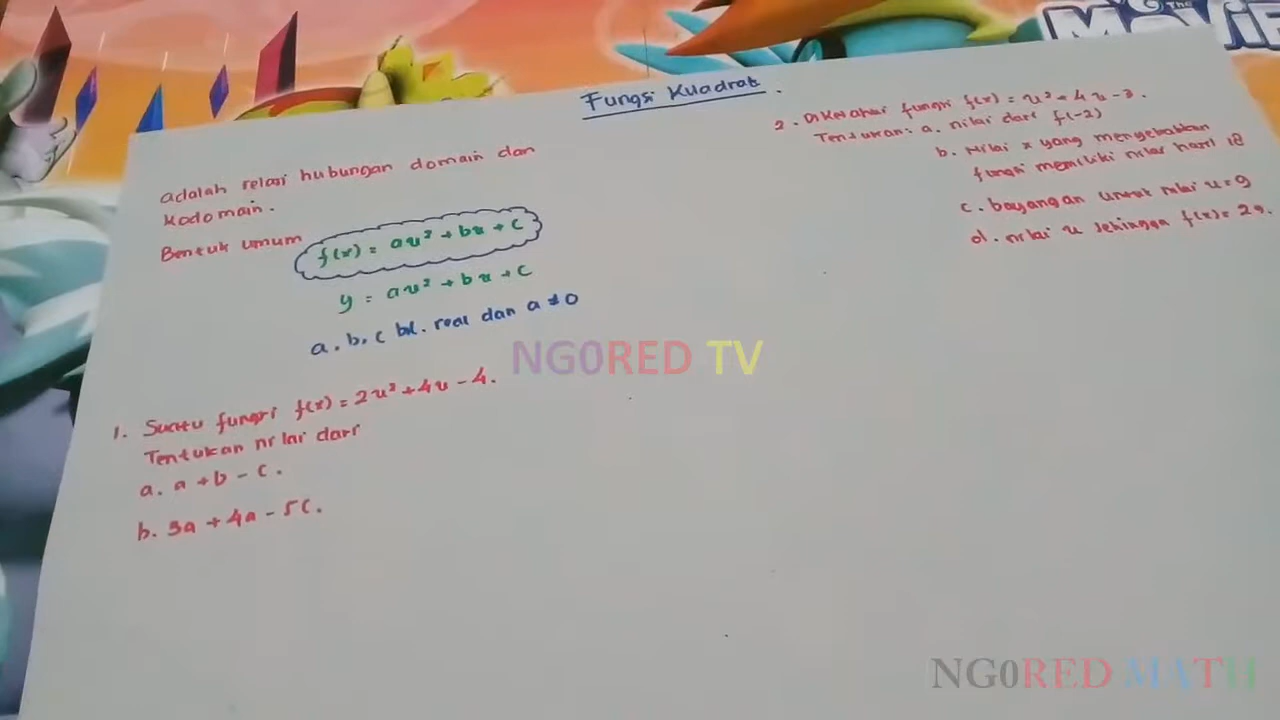 THE
MOVIE
Fungsi Kuadrat.
adalah relasi hubungan domain dan
kodomain.
Bentuk umum f(x) = ax² + bx + c
y = ax² + bx + c
a. b. c bil. real dan a ≠ 0
1. Suatu fungsi f(x) = 2x² + 4x - 4.
Tentukan nilai dari
a. a + b - c.
b. 3a + 4a - 5c.
2. Diketahui fungsi f(x) = x² + 4x - 3.
Tentukan: a. nilai dari f(-2)
b. Nilai x yang menyebabkan
fungsi memiliki nilai hasil 18
c. bayangan untuk nilai x = 9
d. nilai x sehingga f(x) = 29.
NG0RED TV
NG0RED MATH